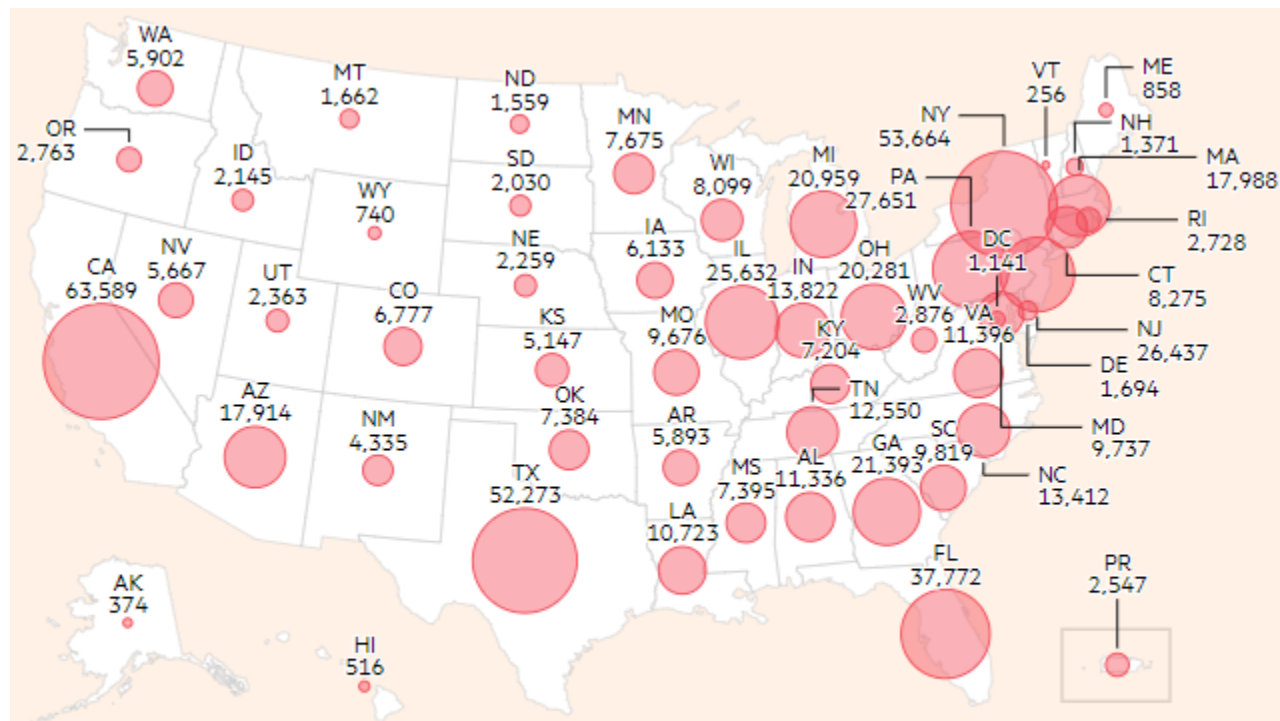 WA
5,902
OR
2,763
ID
2,145
MT
1,662
ND
1,559
SD
2,030
WY
740
NE
2,259
MN
7,675
WI
8,099
MI
20,959
IA
6,133
CA
63,589
NV
5,667
UT
2,363
CO
6,777
KS
5,147
MO
9,676
IL
25,632
IN
13,822
OH
20,281
KY
7,204
WV
2,876
VA
11,396
AZ
17,914
NM
4,335
OK
7,384
TX
52,273
AR
5,893
LA
10,723
MS
7,395
AL
11,336
TN
12,550
GA
21,393
SC
9,819
NC
13,412
FL
37,772
NY
53,664
PA
27,651
DC
1,141
VT
256
ME
858
NH
1,371
MA
17,988
RI
2,728
CT
8,275
NJ
26,437
DE
1,694
MD
9,737
AK
374
HI
516
PR
2,547